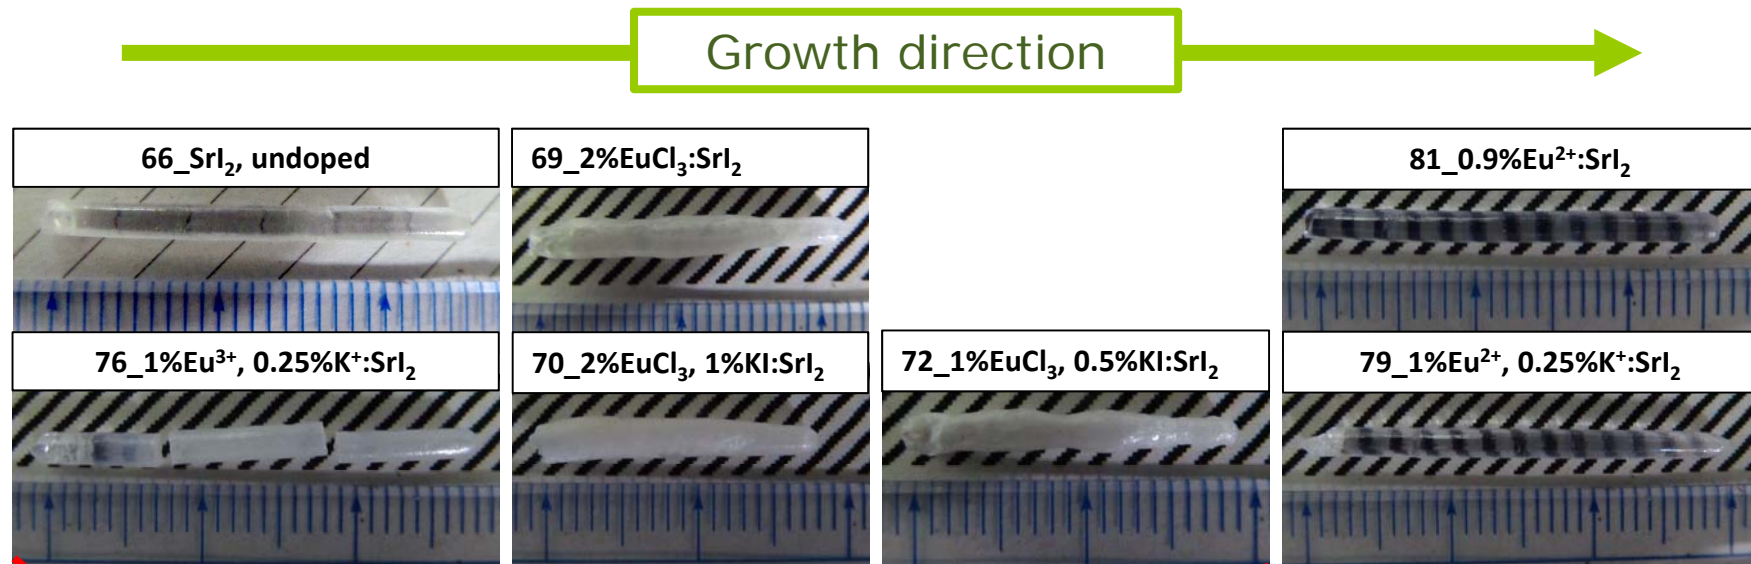 Growth direction
66_SrI₂, undoped
69_2%EuCl₃:SrI₂
81_0.9%Eu²⁺:SrI₂
76_1%Eu³⁺, 0.25%K⁺:SrI₂
70_2%EuCl₃, 1%KI:SrI₂
72_1%EuCl₃, 0.5%KI:SrI₂
79_1%Eu²⁺, 0.25%K⁺:SrI₂